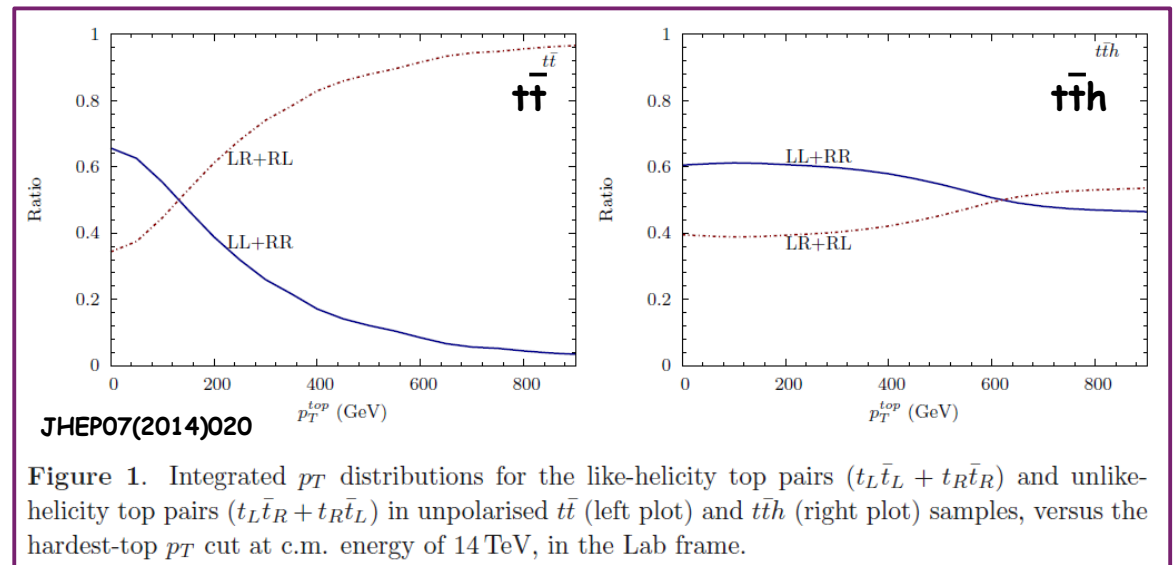 1
0.8
0.6
0.4
0.2
0
Ratio
tt̄
tt̄
LR+RL
LL+RR
0 200 400 600 800
p_T^{top} (GeV)
JHEP07(2014)020
1
0.8
0.6
0.4
0.2
0
Ratio
tt̄h
tt̄h
LL+RR
LR+RL
0 200 400 600 800
p_T^{top} (GeV)
Figure 1. Integrated p_T distributions for the like-helicity top pairs (t_L t̄_L + t_R t̄_R) and unlike-
helicity top pairs (t_L t̄_R + t_R t̄_L) in unpolarised tt̄ (left plot) and tt̄h (right plot) samples, versus the
hardest-top p_T cut at c.m. energy of 14 TeV, in the Lab frame.